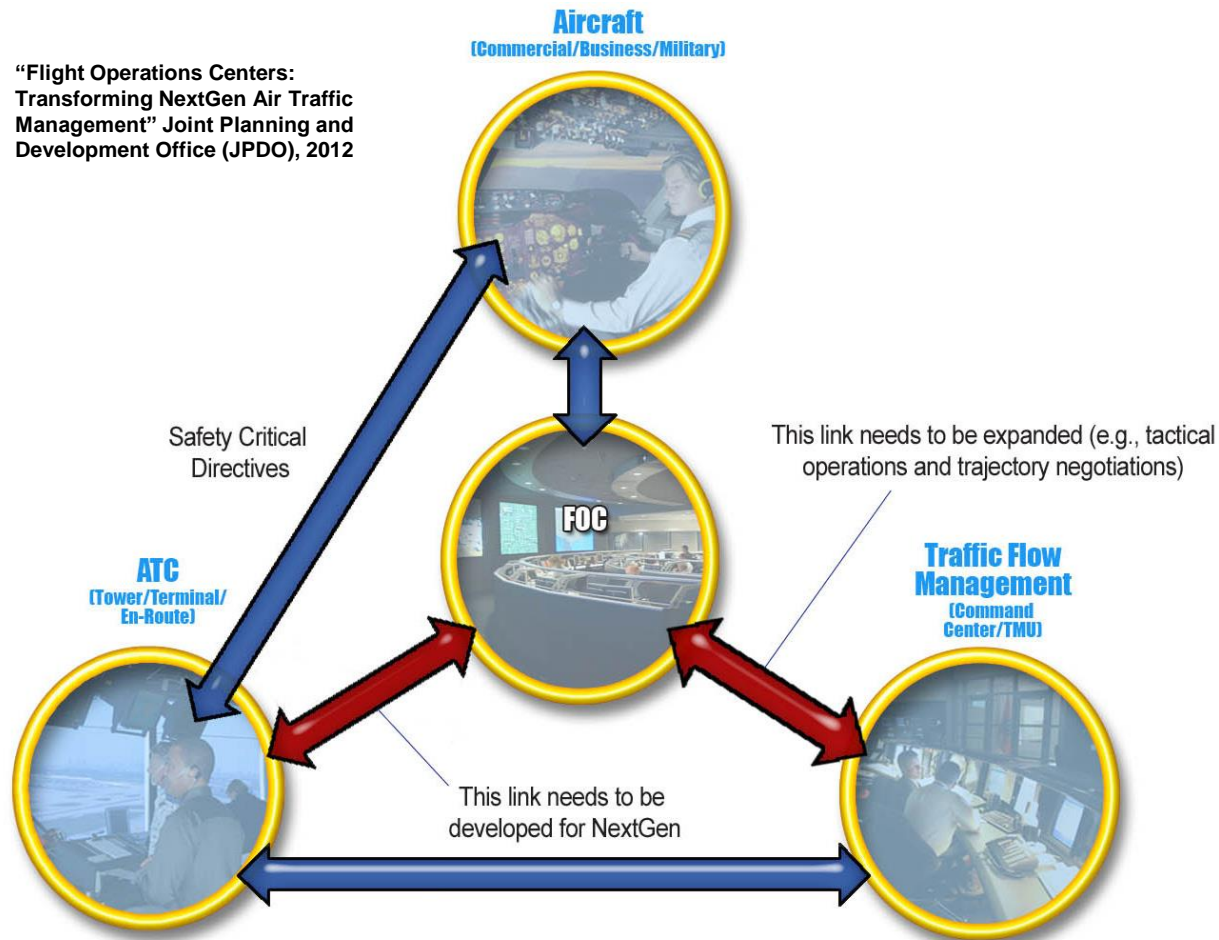 Aircraft
(Commercial/Business/Military)
“Flight Operations Centers:
Transforming NextGen Air Traffic
Management” Joint Planning and
Development Office (JPDO), 2012
Safety Critical
Directives
This link needs to be expanded (e.g., tactical
operations and trajectory negotiations)
FOC
ATC
(Tower/Terminal/
En-Route)
Traffic Flow
Management
(Command
Center/TMU)
This link needs to be
developed for NextGen